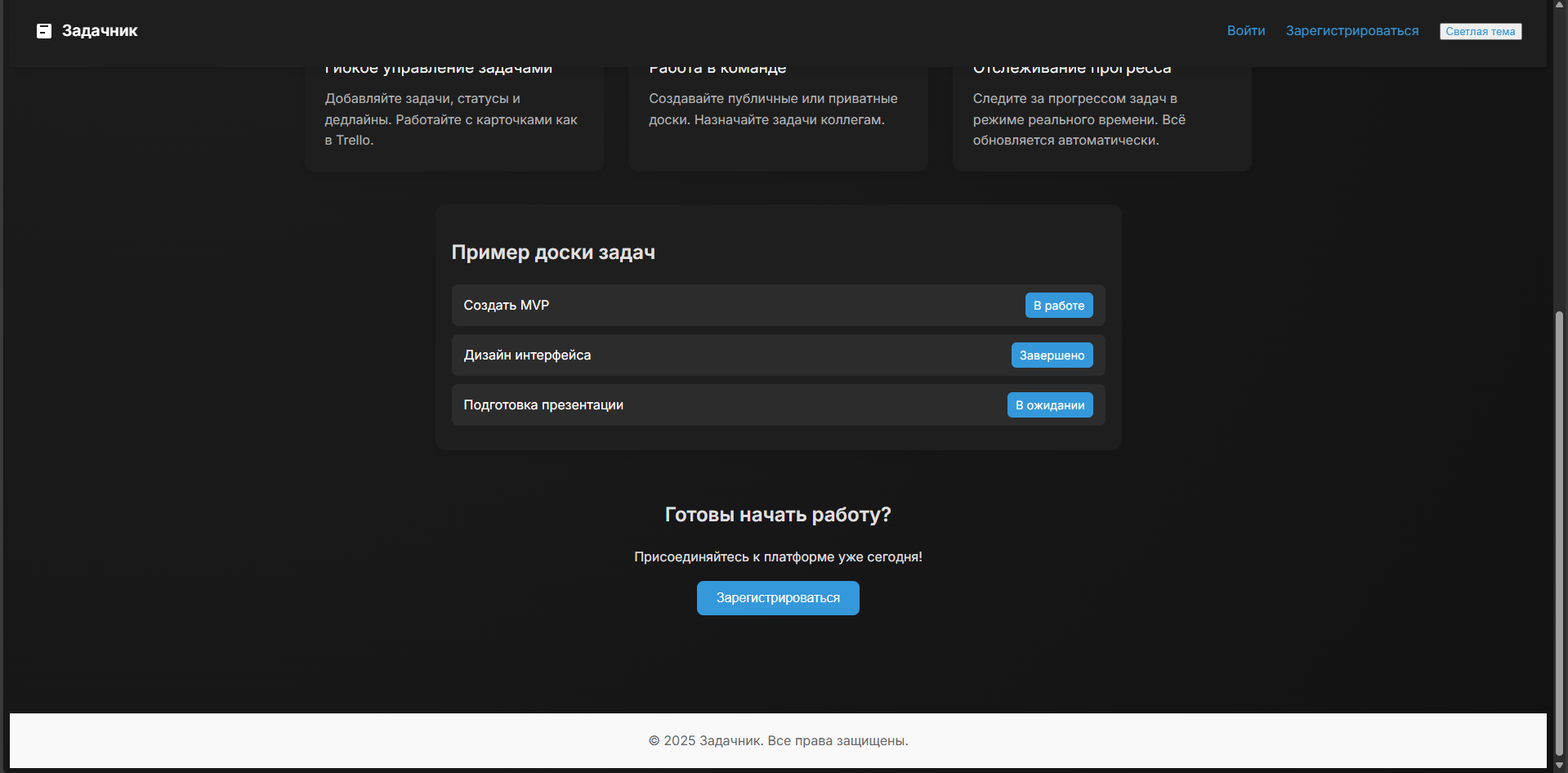 Задачник
Войти
Зарегистрироваться
Светлая тема
Гибкое управление задачами
Добавляйте задачи, статусы и
дедлайны. Работайте с карточками как
в Trello.
Работа в команде
Создавайте публичные или приватные
доски. Назначайте задачи коллегам.
Отслеживание прогресса
Следите за прогрессом задач в
режиме реального времени. Всё
обновляется автоматически.
Пример доски задач
Создать MVP
В работе
Дизайн интерфейса
Завершено
Подготовка презентации
В ожидании
Готовы начать работу?
Присоединяйтесь к платформе уже сегодня!
Зарегистрироваться
© 2025 Задачник. Все права защищены.